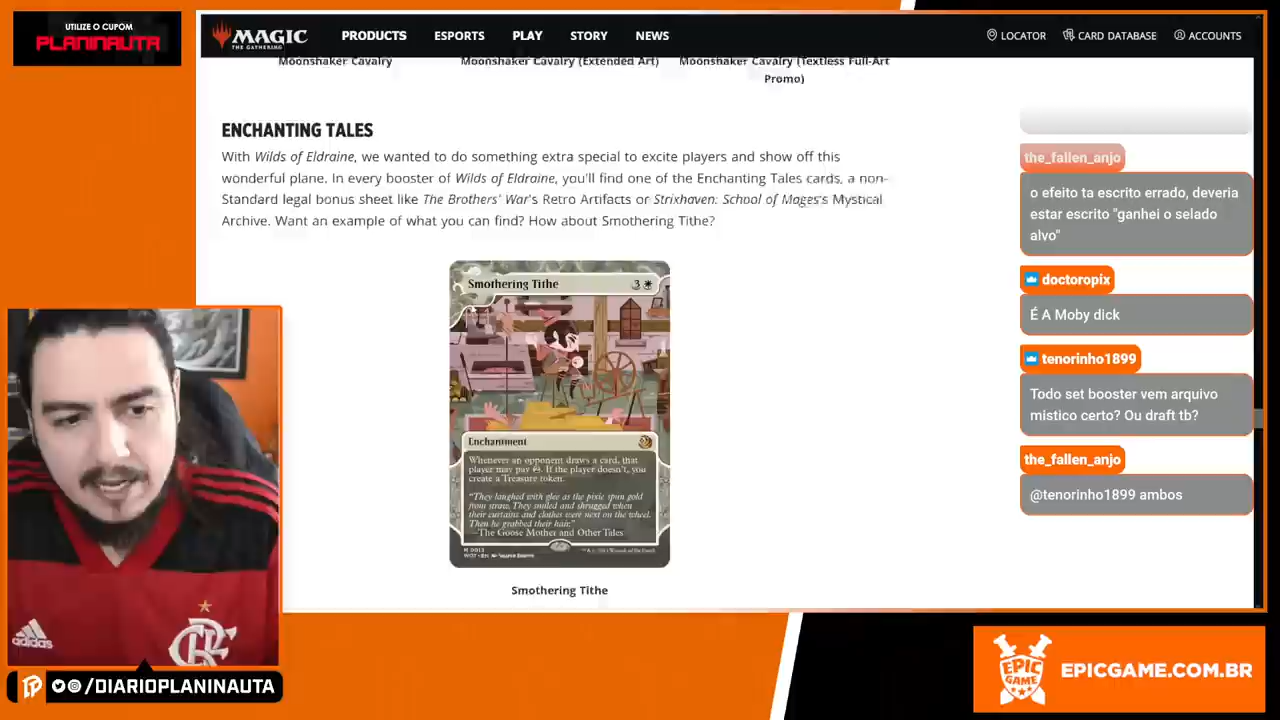 UTILIZE O CUPOM
PLANINAUTA
MAGIC
THE GATHERING
PRODUCTS
ESPORTS
PLAY
STORY
NEWS
LOCATOR
CARD DATABASE
ACCOUNTS
Moonshaker Cavalry
Moonshaker Cavalry (Extended Art)
Moonshaker Cavalry (Textless Full-Art
Promo)
ENCHANTING TALES
With Wilds of Eldraine, we wanted to do something extra special to excite players and show off this
wonderful plane. In every booster of Wilds of Eldraine, you'll find one of the Enchanting Tales cards, a non-
Standard legal bonus sheet like The Brothers' War's Retro Artifacts or Strixhaven: School of Mages's Mystical
Archive. Want an example of what you can find? How about Smothering Tithe?
Smothering Tithe
3
Enchantment
Whenever an opponent draws a card, that
player may pay 2. If the player doesn't, you
create a Treasure token.
"They laughed with glee as the pixie spun gold
from straw. They smiled and shrugged when
their curtains and clothes were next on the wheel.
Then he grabbed their hair."
—The Goose Mother and Other Tales
M 0013
Smothering Tithe
the_fallen_anjo
o efeito ta escrito errado, deveria
estar escrito "ganhei o selado
alvo"
doctoropix
É A Moby dick
tenorinho1899
Todo set booster vem arquivo
mistico certo? Ou draft tb?
the_fallen_anjo
@tenorinho1899 ambos
adidas
CRF
/DIARIOPLANINAUTA
EPIC
GAME
EPICGAME.COM.BR